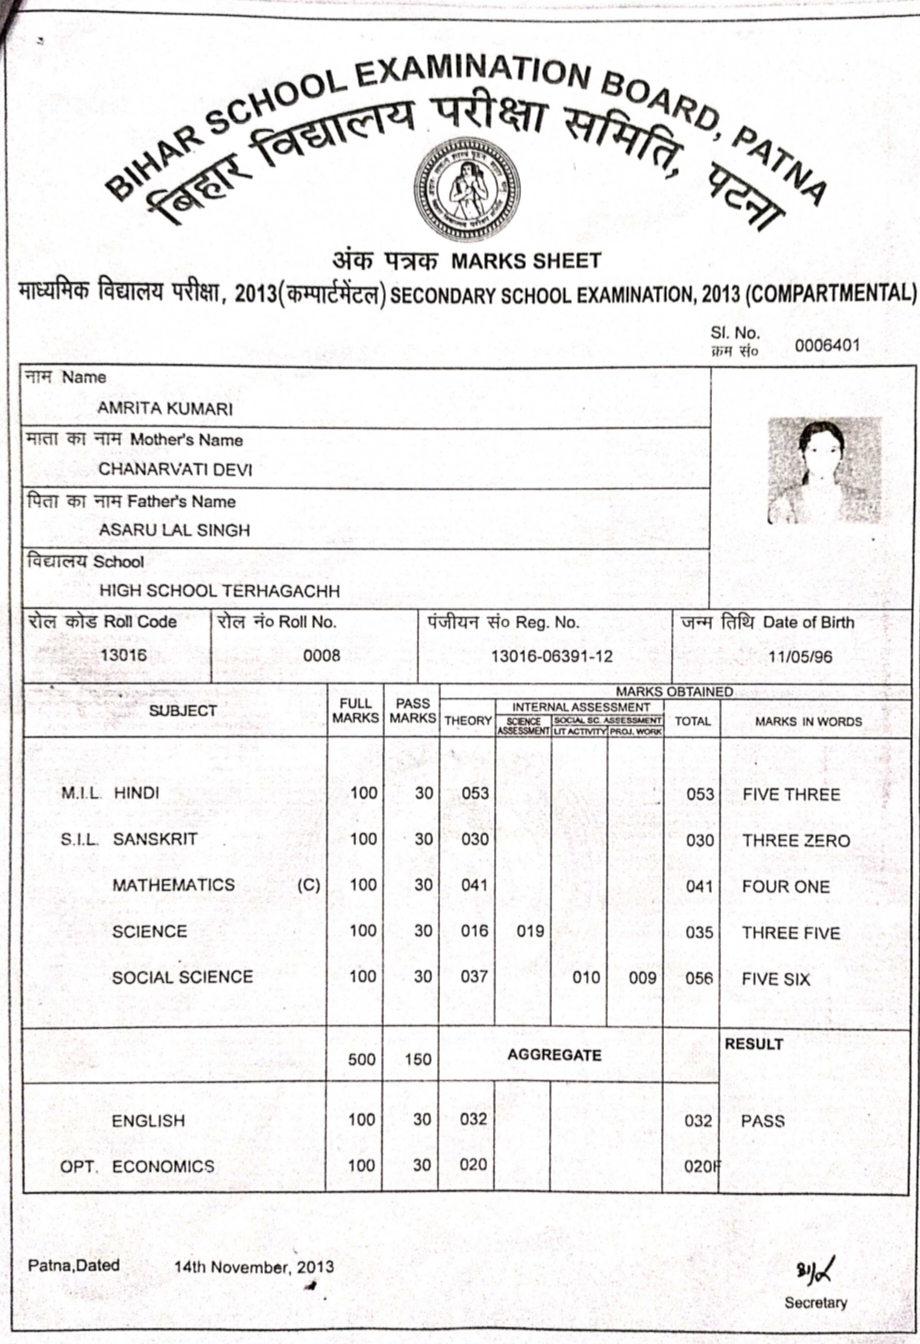 BIHAR SCHOOL EXAMINATION BOARD, PATNA
बिहार विद्यालय परीक्षा समिति, पटना
अंक पत्रक MARKS SHEET
माध्यमिक विद्यालय परीक्षा, 2013(कम्पार्टमेंटल) SECONDARY SCHOOL EXAMINATION, 2013 (COMPARTMENTAL)
Sl. No.
क्रम सं० 0006401
नाम Name
AMRITA KUMARI
माता का नाम Mother's Name
CHANARVATI DEVI
पिता का नाम Father's Name
ASARU LAL SINGH
विद्यालय School
HIGH SCHOOL TERHAGACHH
रोल कोड Roll Code रोल नं० Roll No. पंजीयन सं० Reg. No. जन्म तिथि Date of Birth
13016 0008 13016-06391-12 11/05/96
SUBJECT FULL MARKS PASS MARKS MARKS OBTAINED
THEORY INTERNAL ASSESSMENT TOTAL MARKS IN WORDS
SCIENCE ASSESSMENT SOCIAL SC. ASSESSMENT
LIT ACTIVITY PROJ. WORK
M.I.L. HINDI 100 30 053 053 FIVE THREE
S.I.L. SANSKRIT 100 30 030 030 THREE ZERO
MATHEMATICS (C) 100 30 041 041 FOUR ONE
SCIENCE 100 30 016 019 035 THREE FIVE
SOCIAL SCIENCE 100 30 037 010 009 056 FIVE SIX
500 150 AGGREGATE RESULT
ENGLISH 100 30 032 032 PASS
OPT. ECONOMICS 100 30 020 020F
Patna,Dated 14th November, 2013
Secretary